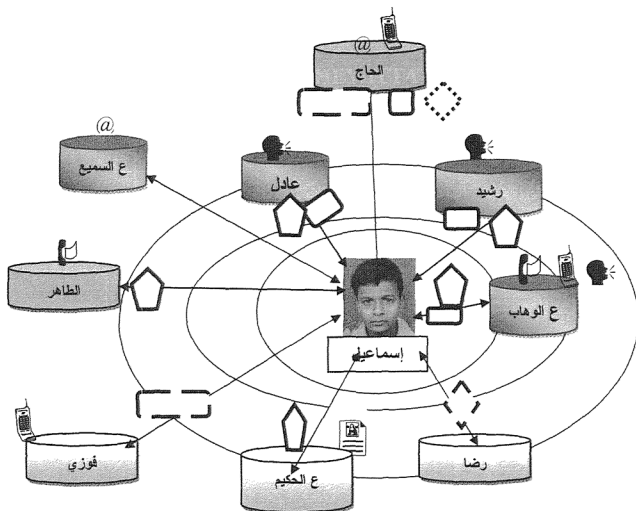 @
الحاج
@
ع السميع
عادل
رشيد
الطاهر
ع الوهاب
إسماعيل
فوزي
ع الحكيم
رضا